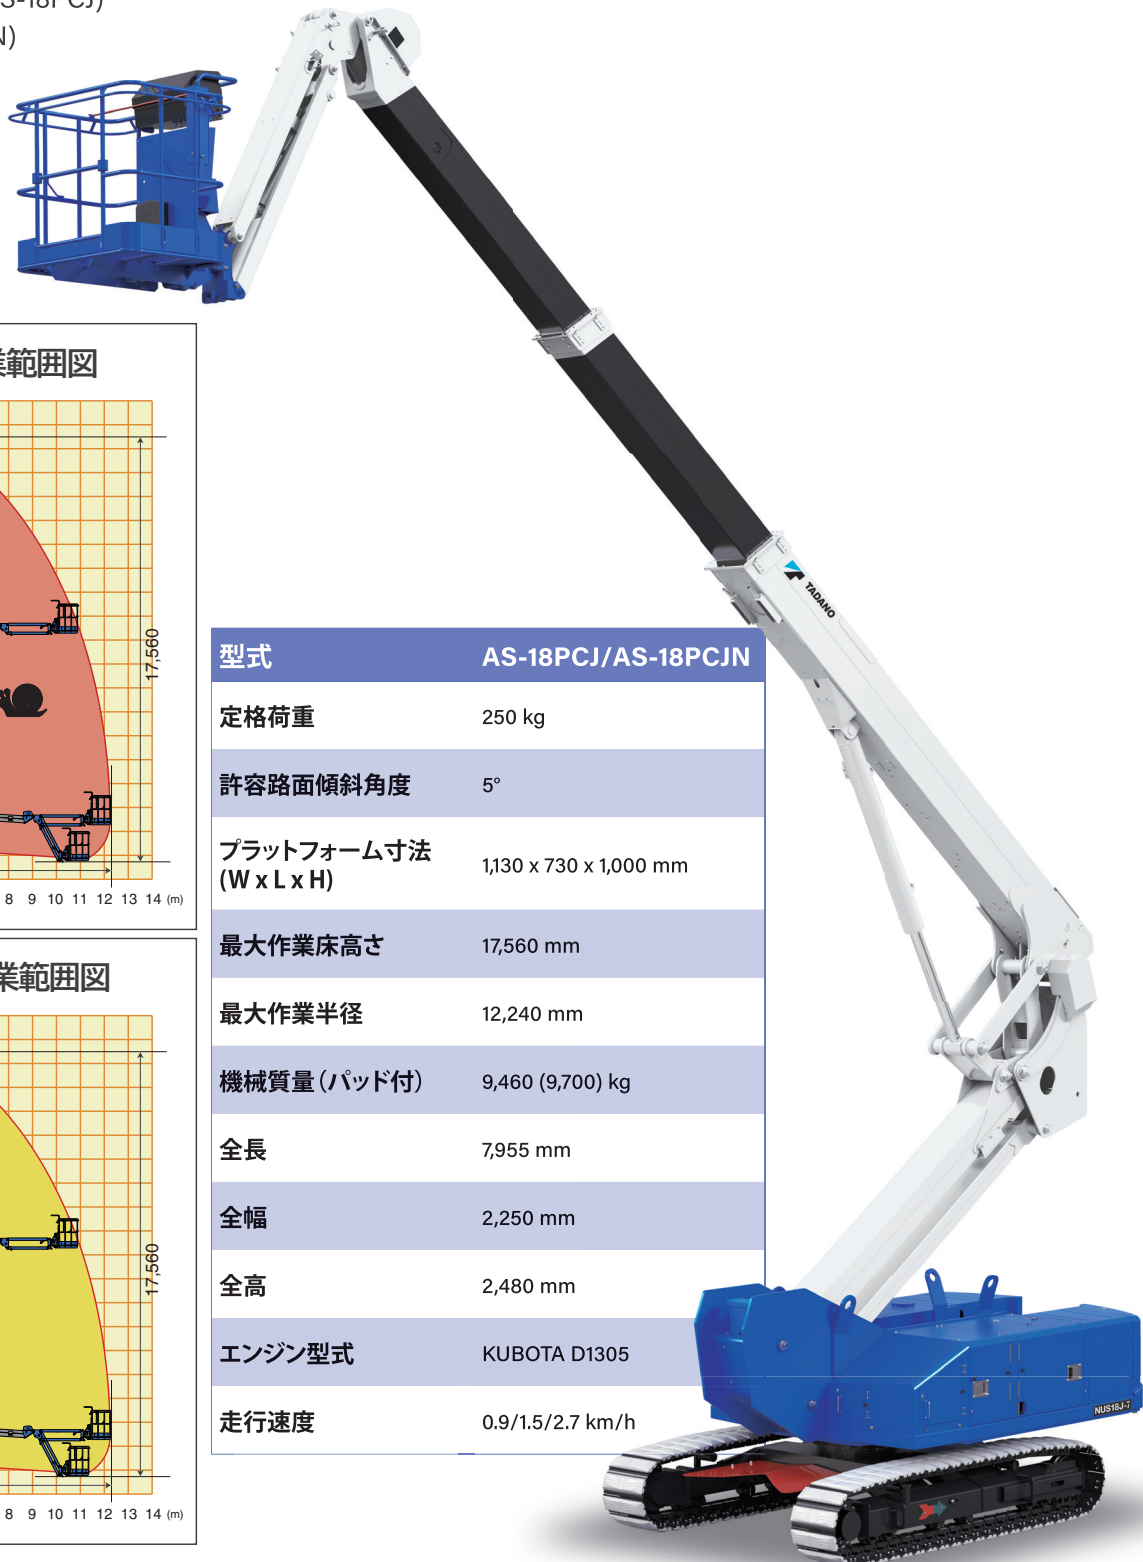 S-18PCJ)
N)
業範囲図
17,560
8 9 10 11 12 13 14 (m)
業範囲図
17,560
8 9 10 11 12 13 14 (m)
型式 AS-18PCJ/AS-18PCJN
定格荷重 250 kg
許容路面傾斜角度 5°
プラットフォーム寸法
(W x L x H) 1,130 x 730 x 1,000 mm
最大作業床高さ 17,560 mm
最大作業半径 12,240 mm
機械質量（パッド付） 9,460 (9,700) kg
全長 7,955 mm
全幅 2,250 mm
全高 2,480 mm
エンジン型式 KUBOTA D1305
走行速度 0.9/1.5/2.7 km/h
TADANO
NUS18J-7